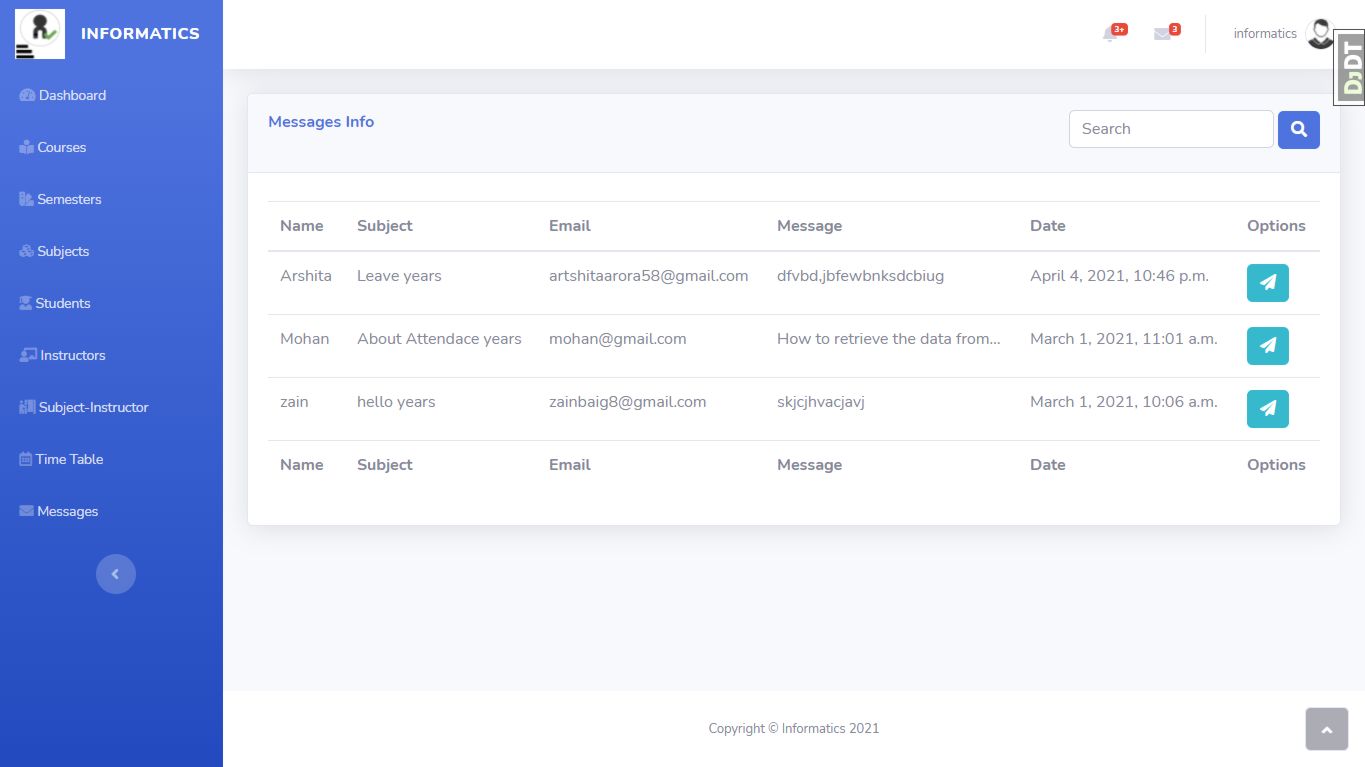 INFORMATICS
3+
3
informatics
DJDT
Dashboard
Courses
Semesters
Subjects
Students
Instructors
Subject-Instructor
Time Table
Messages
Messages Info
Search
Name Subject Email Message Date Options
Arshita Leave years artshitaarora58@gmail.com dfvbd,jbfewbnksdcbiug April 4, 2021, 10:46 p.m.
Mohan About Attendace years mohan@gmail.com How to retrieve the data from... March 1, 2021, 11:01 a.m.
zain hello years zainbaig8@gmail.com skjcjhvacjavj March 1, 2021, 10:06 a.m.
Name Subject Email Message Date Options
Copyright © Informatics 2021